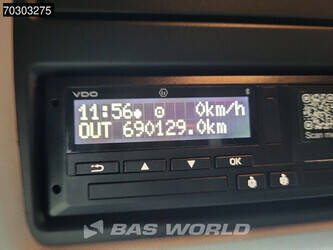 70303275
VDO
11:56 0km/h
OUT 690129.0km
OK
BAS WORLD